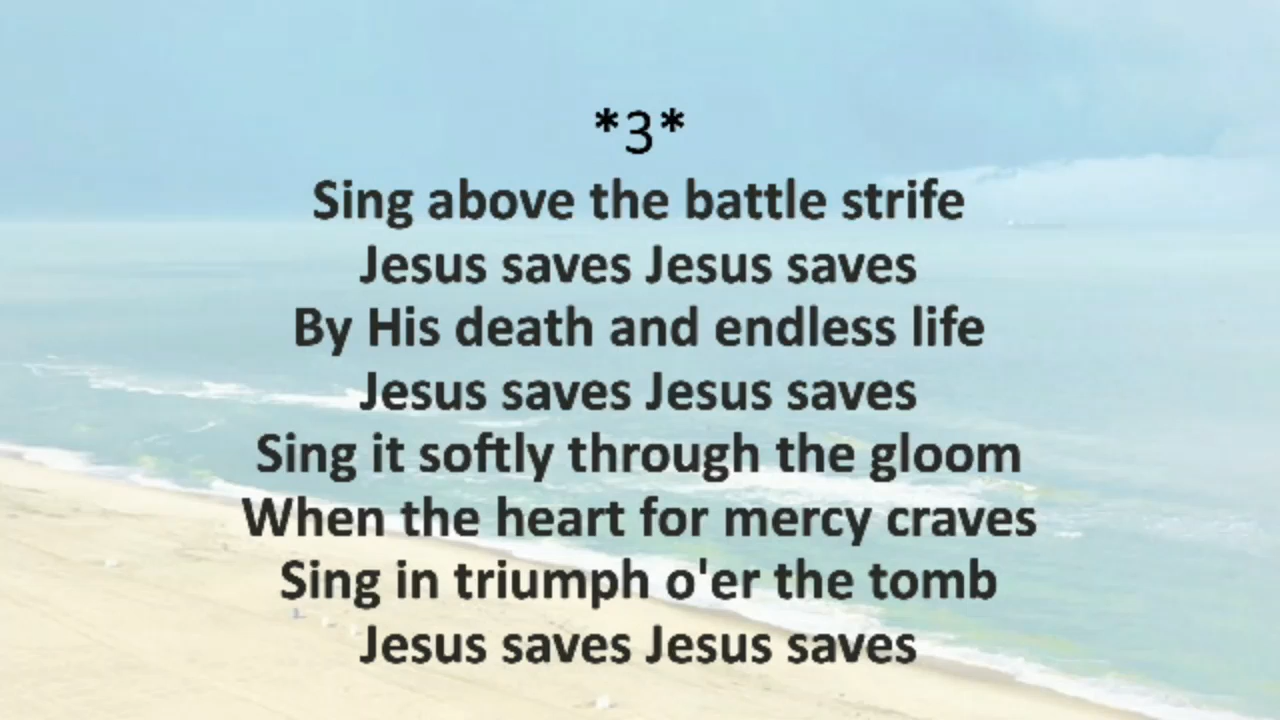 *3*
Sing above the battle strife
Jesus saves Jesus saves
By His death and endless life
Jesus saves Jesus saves
Sing it softly through the gloom
When the heart for mercy craves
Sing in triumph o'er the tomb
Jesus saves Jesus saves